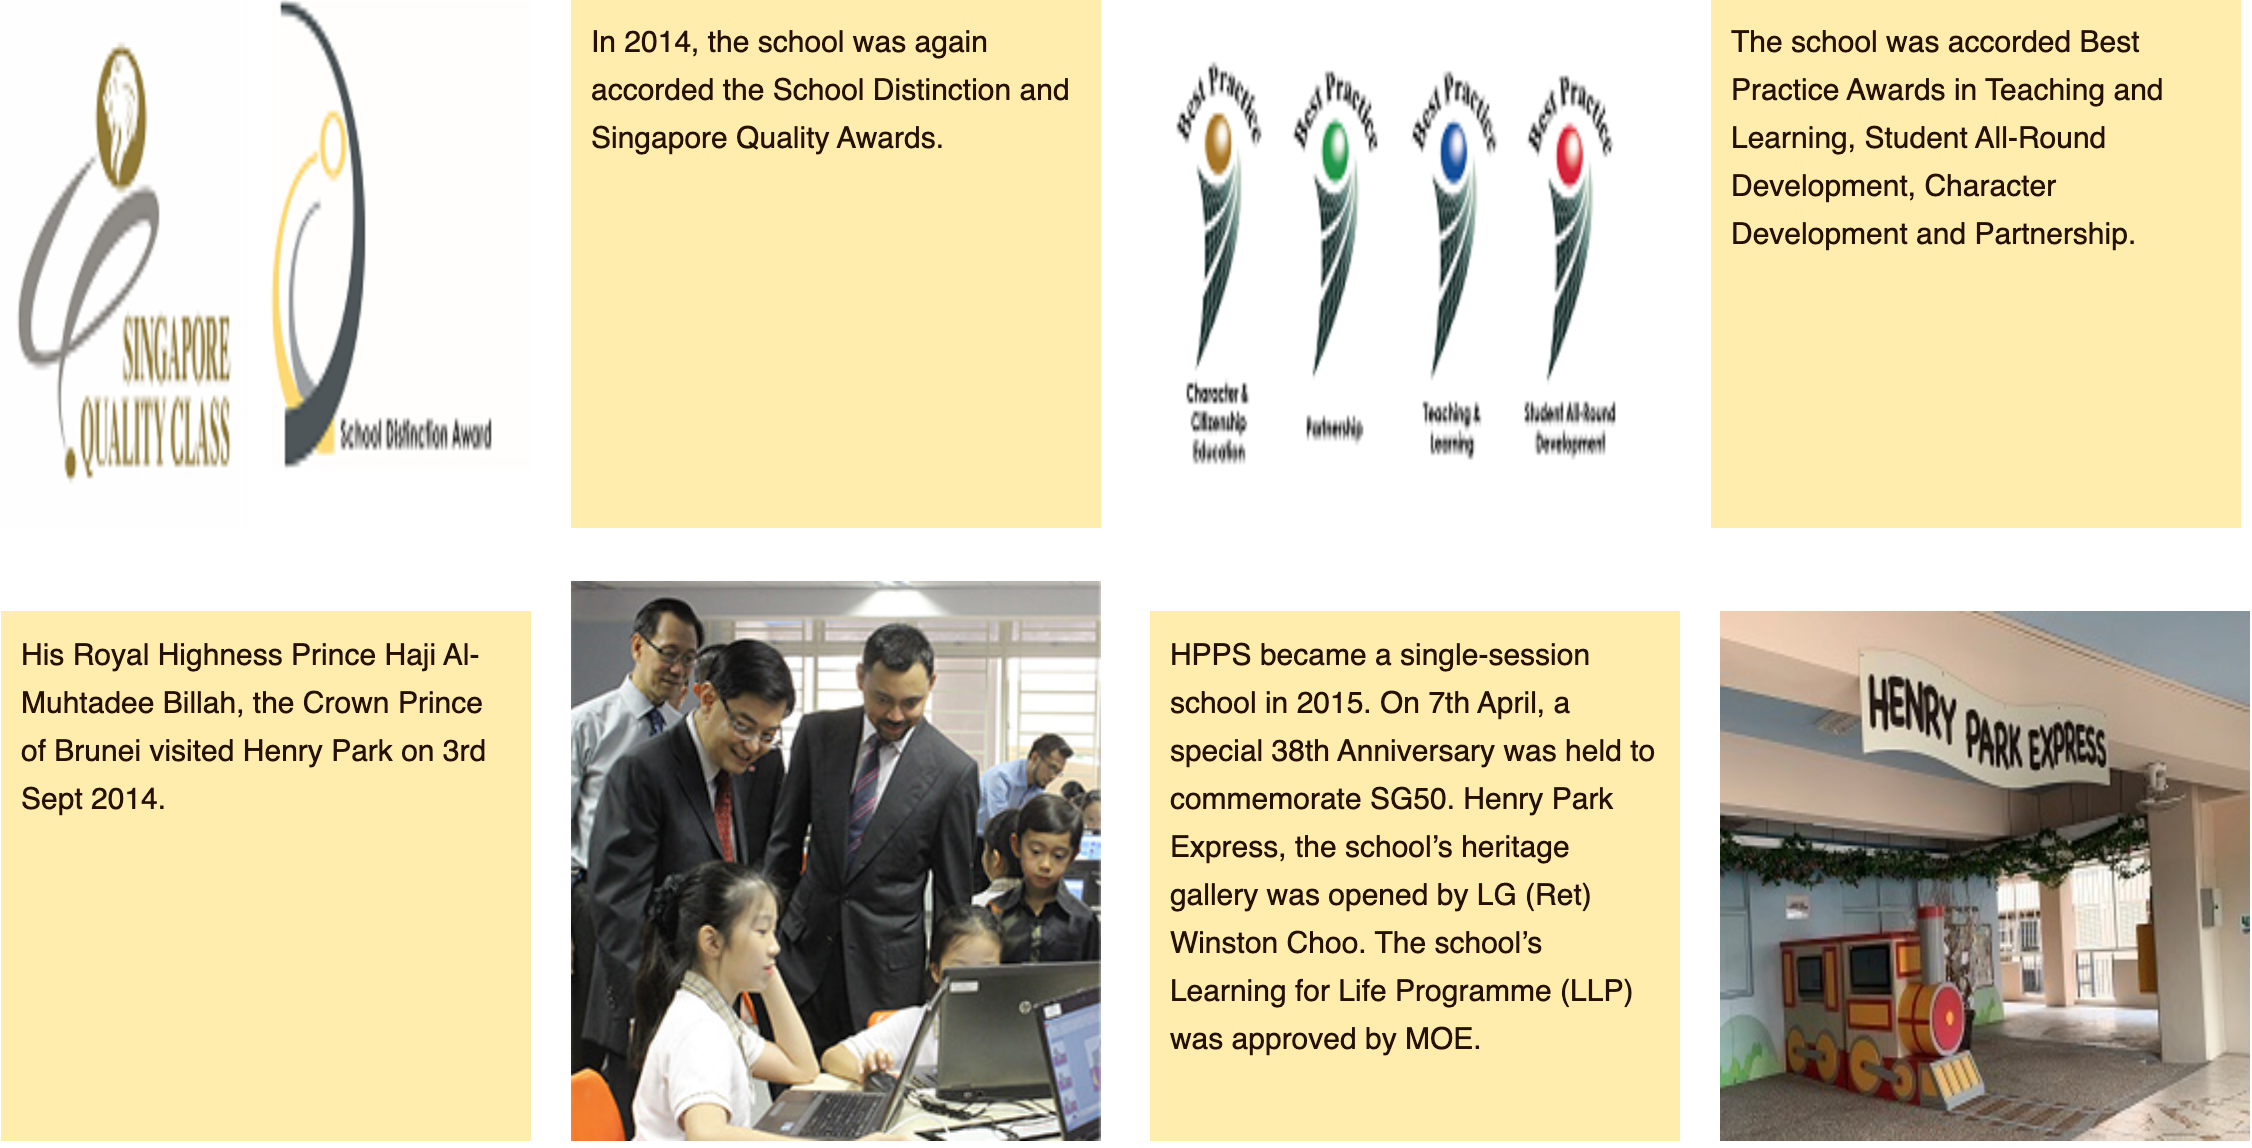 SINGAPORE
QUALITY CLASS
School Distinction Award
In 2014, the school was again
accorded the School Distinction and
Singapore Quality Awards.
Best Practice
Character &
Citizenship
Education
Best Practice
Partnership
Best Practice
Teaching &
Learning
Best Practice
Student All-Round
Development
The school was accorded Best
Practice Awards in Teaching and
Learning, Student All-Round
Development, Character
Development and Partnership.
His Royal Highness Prince Haji Al-
Muhtadee Billah, the Crown Prince
of Brunei visited Henry Park on 3rd
Sept 2014.
HPPS became a single-session
school in 2015. On 7th April, a
special 38th Anniversary was held to
commemorate SG50. Henry Park
Express, the school’s heritage
gallery was opened by LG (Ret)
Winston Choo. The school’s
Learning for Life Programme (LLP)
was approved by MOE.
HENRY PARK EXPRESS